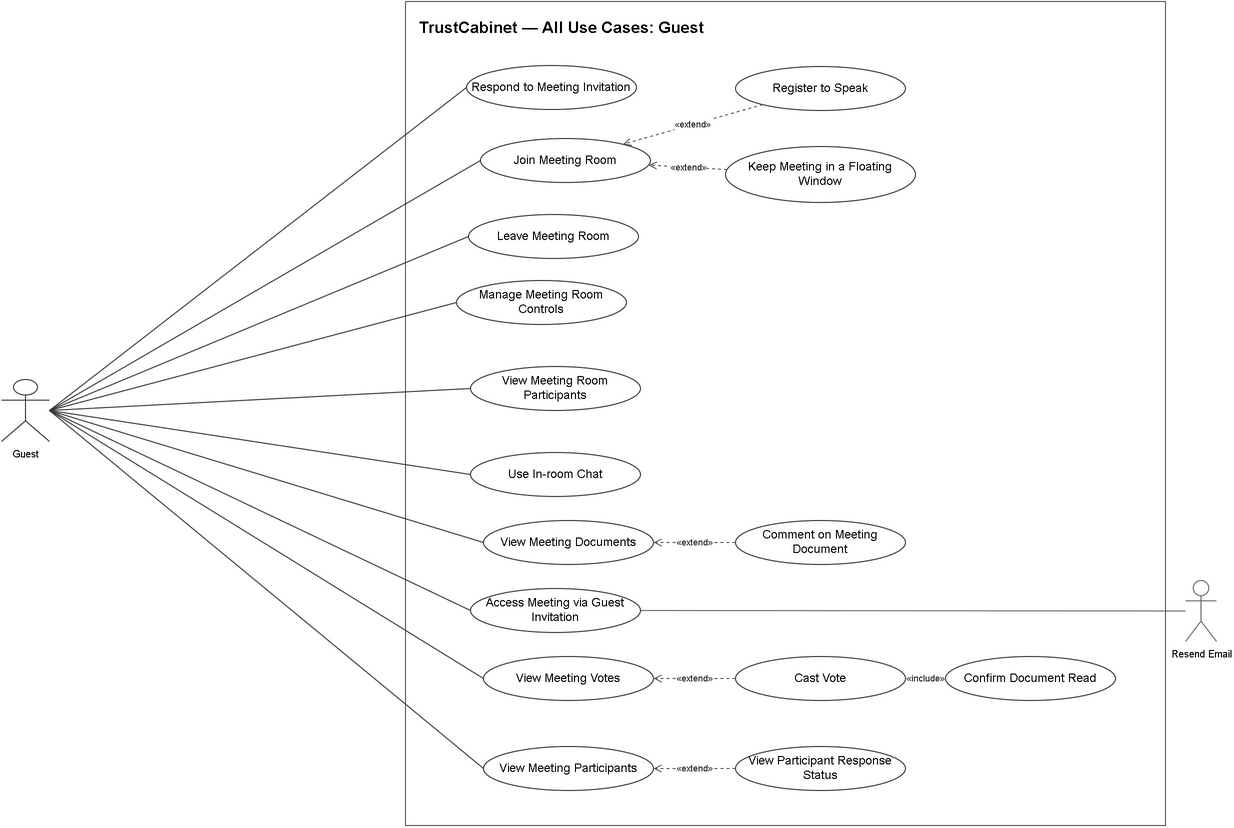 TrustCabinet — All Use Cases: Guest
Respond to Meeting Invitation
Register to Speak
«extend»
Join Meeting Room
«extend»
Keep Meeting in a Floating
Window
Leave Meeting Room
Manage Meeting Room
Controls
View Meeting Room
Participants
Guest
Use In-room Chat
View Meeting Documents
«extend»
Comment on Meeting
Document
Access Meeting via Guest
Invitation
Resend Email
View Meeting Votes
«extend»
Cast Vote
«include»
Confirm Document Read
View Meeting Participants
«extend»
View Participant Response
Status